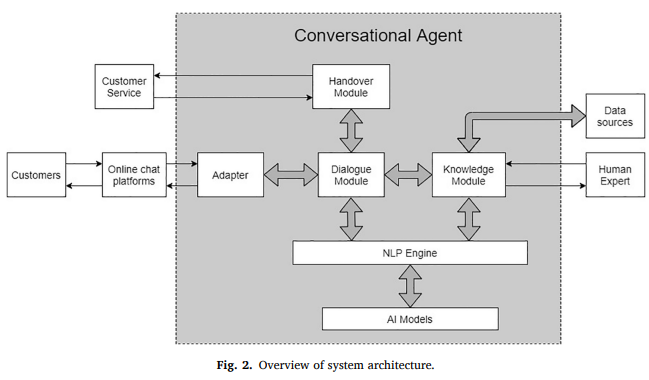 Conversational Agent
Customer
Service
Handover
Module
Data
sources
Customers
Online chat
platforms
Adapter
Dialogue
Module
Knowledge
Module
Human
Expert
NLP Engine
AI Models
Fig. 2. Overview of system architecture.